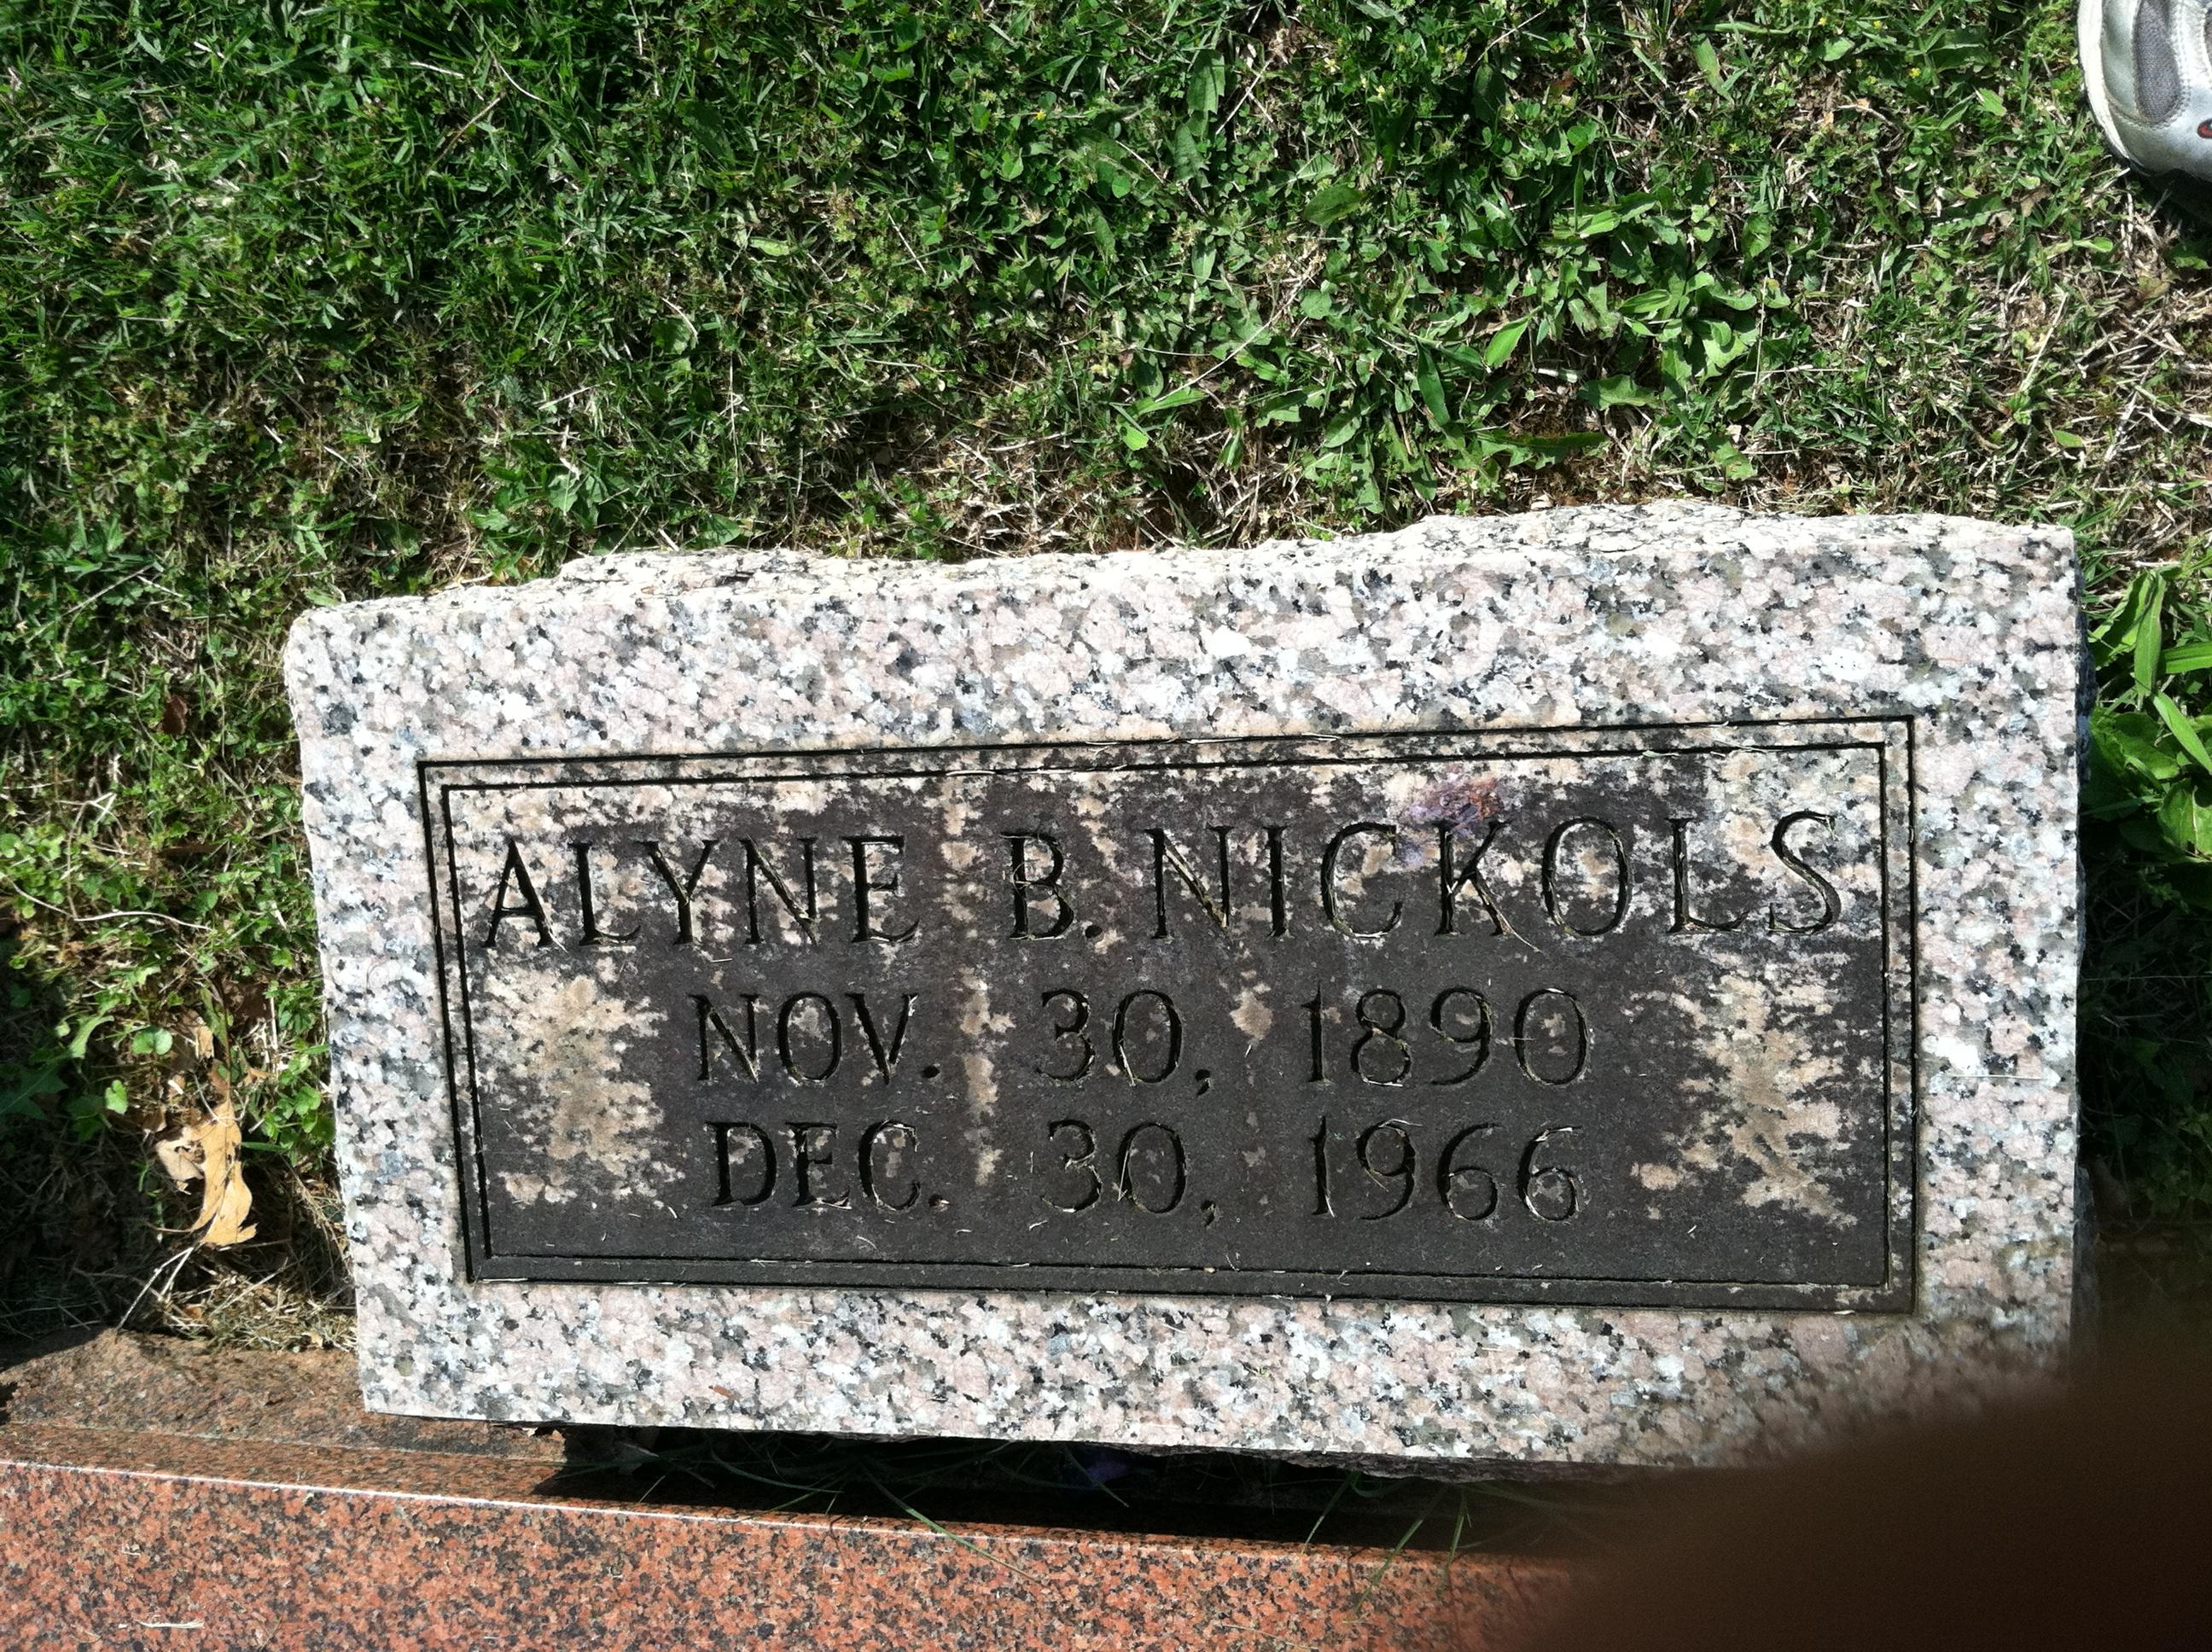 ALYNE B. NICKOLS
NOV. 30, 1890
DEC. 30, 1966